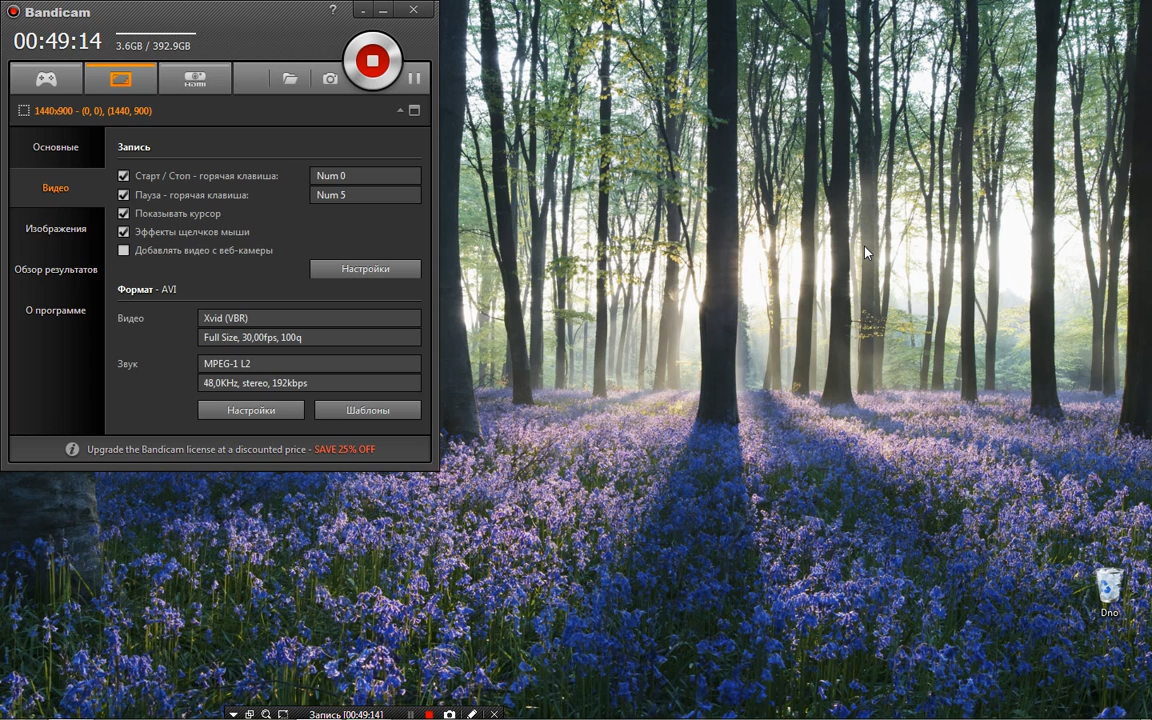 Bandicam
00:49:14
3.6GB / 392.9GB
HDMI
1440x900 - (0, 0), (1440, 900)
Основные
Видео
Изображения
Обзор результатов
О программе
Запись
Старт / Стоп - горячая клавиша:
Num 0
Пауза - горячая клавиша:
Num 5
Показывать курсор
Эффекты щелчков мыши
Добавлять видео с веб-камеры
Настройки
Формат - AVI
Видео
Xvid (VBR)
Full Size, 30,00fps, 100q
Звук
MPEG-1 L2
48,0KHz, stereo, 192kbps
Настройки
Шаблоны
Upgrade the Bandicam license at a discounted price - SAVE 25% OFF
Dno
Запись [00:49:14]